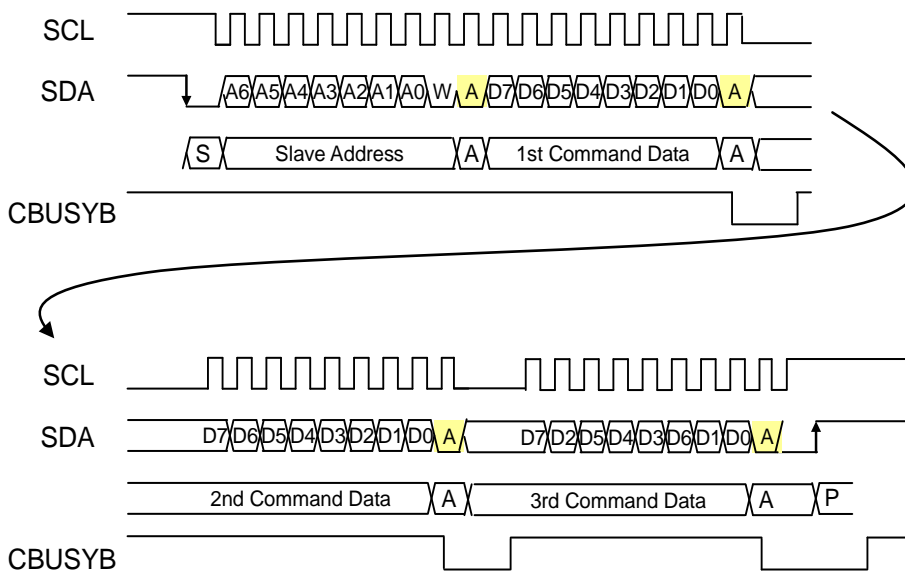 SCL
SDA A6 A5 A4 A3 A2 A1 A0 W A D7 D6 D5 D4 D3 D2 D1 D0 A
S Slave Address A 1st Command Data A
CBUSYB
SCL
SDA D7 D6 D5 D4 D3 D2 D1 D0 A D7 D2 D5 D4 D3 D6 D1 D0 A
2nd Command Data A 3rd Command Data A P
CBUSYB